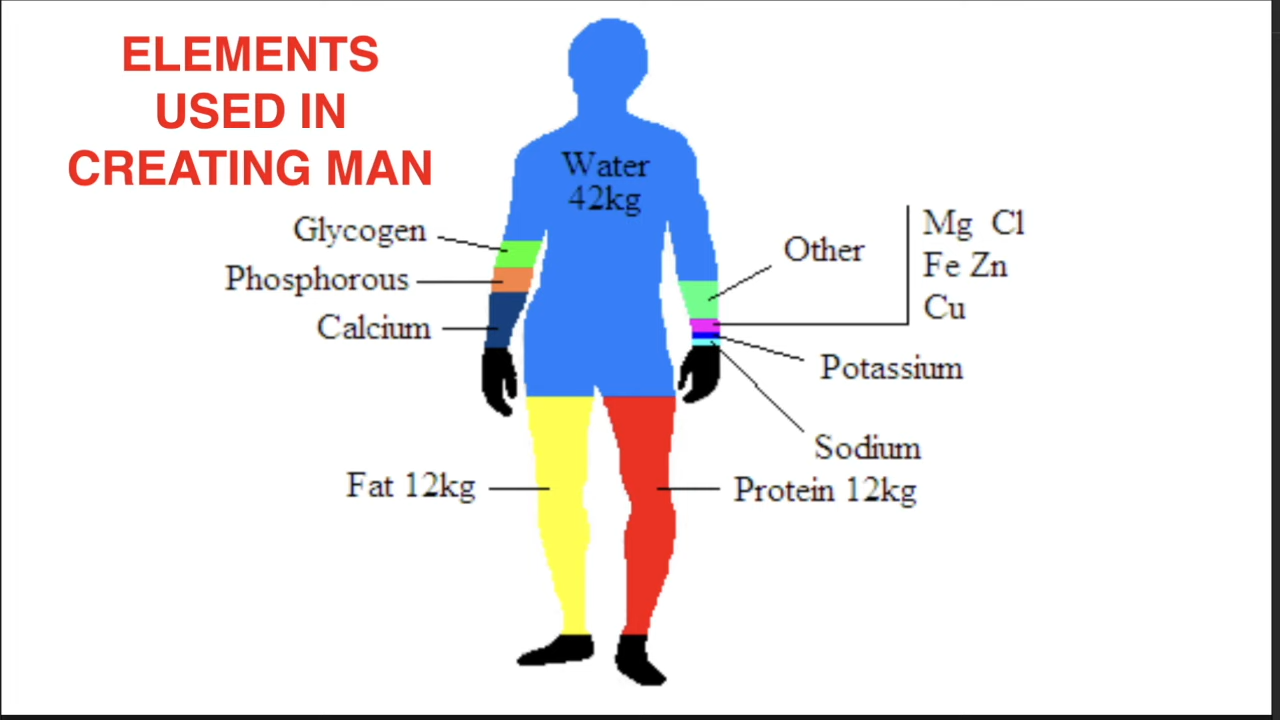 ELEMENTS
USED IN
CREATING MAN
Water
42kg
Glycogen
Phosphorous
Calcium
Other
Mg Cl
Fe Zn
Cu
Potassium
Sodium
Fat 12kg
Protein 12kg